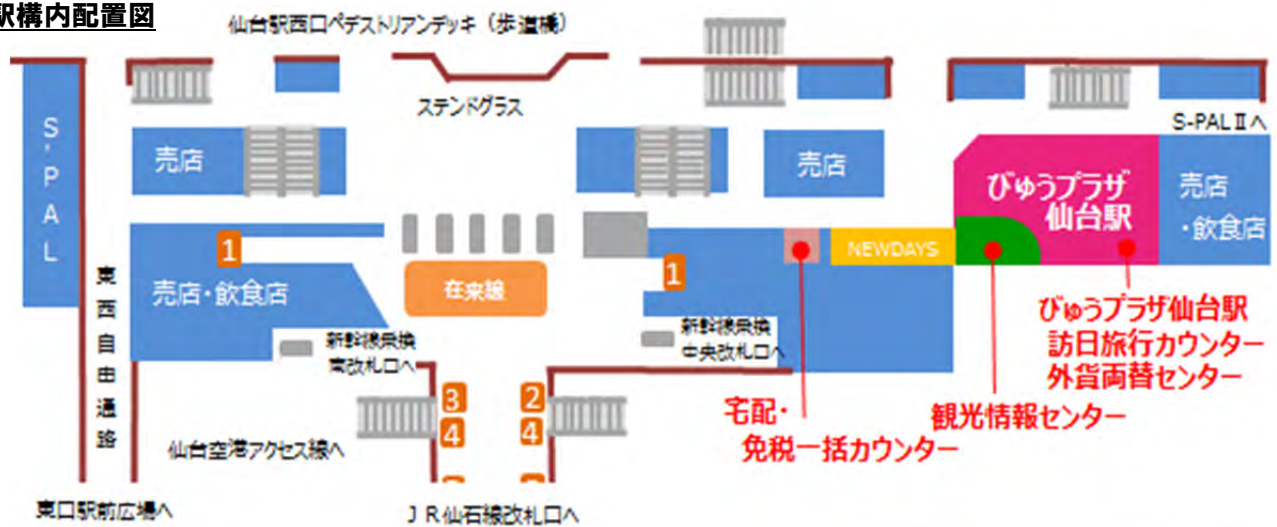 駅構内配置図
仙台駅西口ペデストリアンデッキ（歩道橋）
ステンドグラス
S-PALⅡへ
S'PAL
売店
売店
びゅうプラザ
仙台駅
売店
・飲食店
1
NEWDAYS
東西自由通路
売店・飲食店
在来線
1
新幹線乗換
南改札口へ
新幹線乗換
中央改札口へ
びゅうプラザ仙台駅
訪日旅行カウンター
外貨両替センター
3
4
2
4
宅配・
免税一括カウンター
観光情報センター
仙台空港アクセス線へ
東口駅前広場へ
ＪＲ仙石線改札口へ